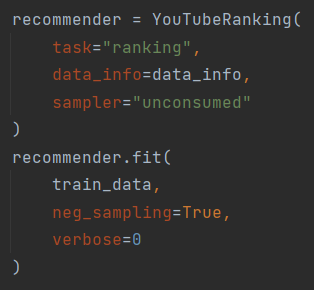 recommender = YouTubeRanking(
    task="ranking",
    data_info=data_info,
    sampler="unconsumed"
)
recommender.fit(
    train_data,
    neg_sampling=True,
    verbose=0
)